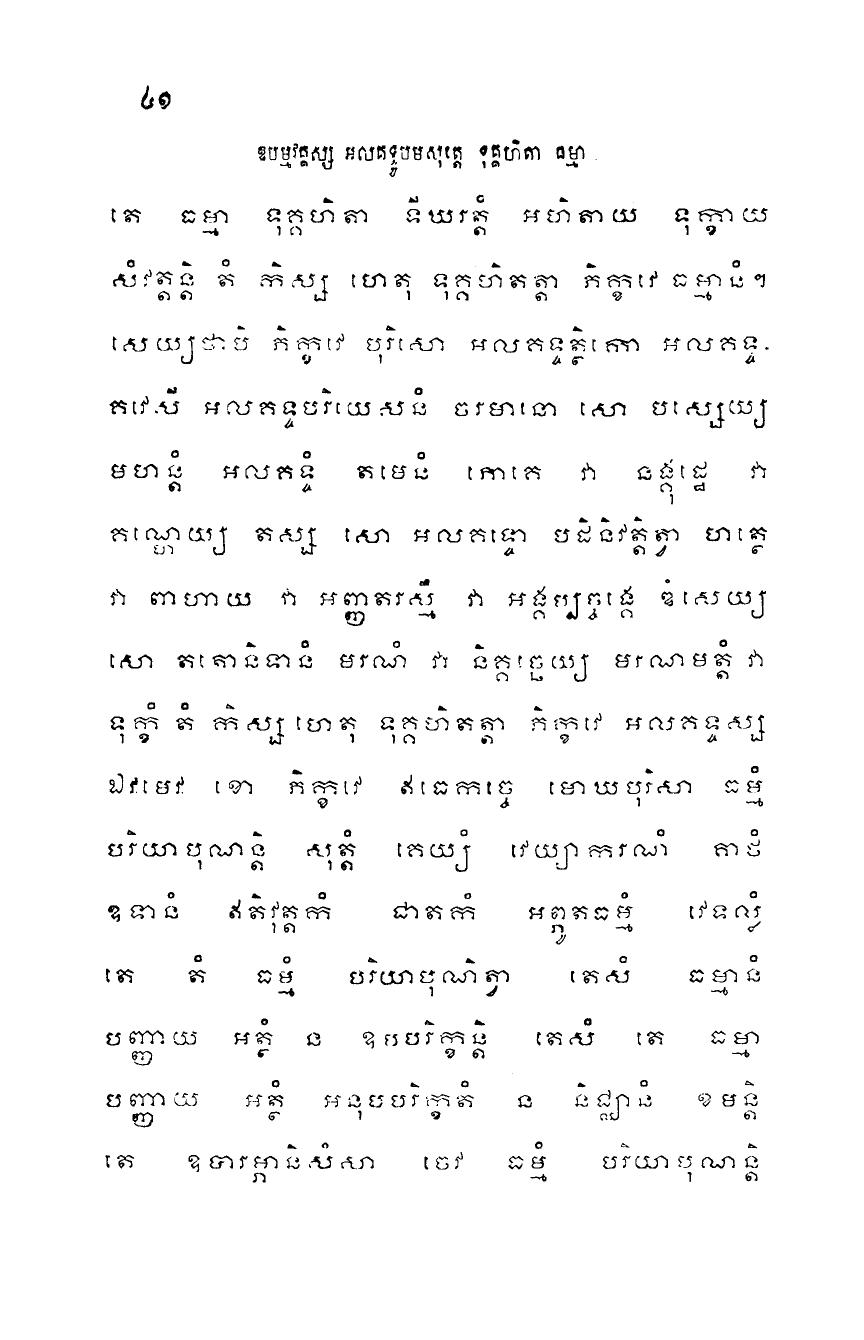 ៤១
ឧបម្មវគ្គស្ស អលគទ្ទូបមសុត្តេ ទុគ្គហិតា ធម្មា
តេ ធម្មា ទុគ្គហិតា ទីឃរត្តំ អហិតាយ ទុក្ខាយ
សំវត្តន្តិ តំ កិស្ស ហេតុ ទុគ្គហិតត្តា ភិក្ខវេ ធម្មានំ។
សេយ្យថាបិ ភិក្ខវេ បុរិសោ អលគទ្ទត្ថិកោ អលគទ្ទ-
គវេសី អលគទ្ទបរិយេសនំ ចរមានោ សោ បស្សេយ្យ
មហន្តំ អលគទ្ទំ តមេនំ ភោគេ វា នង្គុដ្ឋេ វា
គណ្ហេយ្យ តស្ស សោ អលគទ្ទោ បដិនិវត្តិត្វា ហត្ថេ
វា ពាហាយ វា អញ្ញតរស្មឹ វា អង្គប្បច្ចង្គេ ឌំសេយ្យ
សោ តតោនិទានំ មរណំ វា និគ្គច្ឆេយ្យ មរណមត្តំ វា
ទុក្ខំ តំ កិស្ស ហេតុ ទុគ្គហិតត្តា ភិក្ខវេ អលគទ្ទស្ស
ឯវមេវ ខោ ភិក្ខវេ ឥធេកច្ចេ មោឃបុរិសា ធម្មំ
បរិយាបុណន្តិ សុត្តំ គេយ្យំ វេយ្យាករណំ គាថំ
ឧទានំ ឥតិវុត្តកំ ជាតកំ អព្ភូតធម្មំ វេទល្លំ
តេ តំ ធម្មំ បរិយាបុណិត្វា តេសំ ធម្មានំ
បញ្ញាយ អត្ថំ ន ឧបបរិក្ខន្តិ តេសំ តេ ធម្មា
បញ្ញាយ អត្ថំ អនុបបរិក្ខតំ ន និជ្ឈានំ ខមន្តិ
តេ ឧបារម្ភានិសំសា ចេវ ធម្មំ បរិយាបុណន្តិ